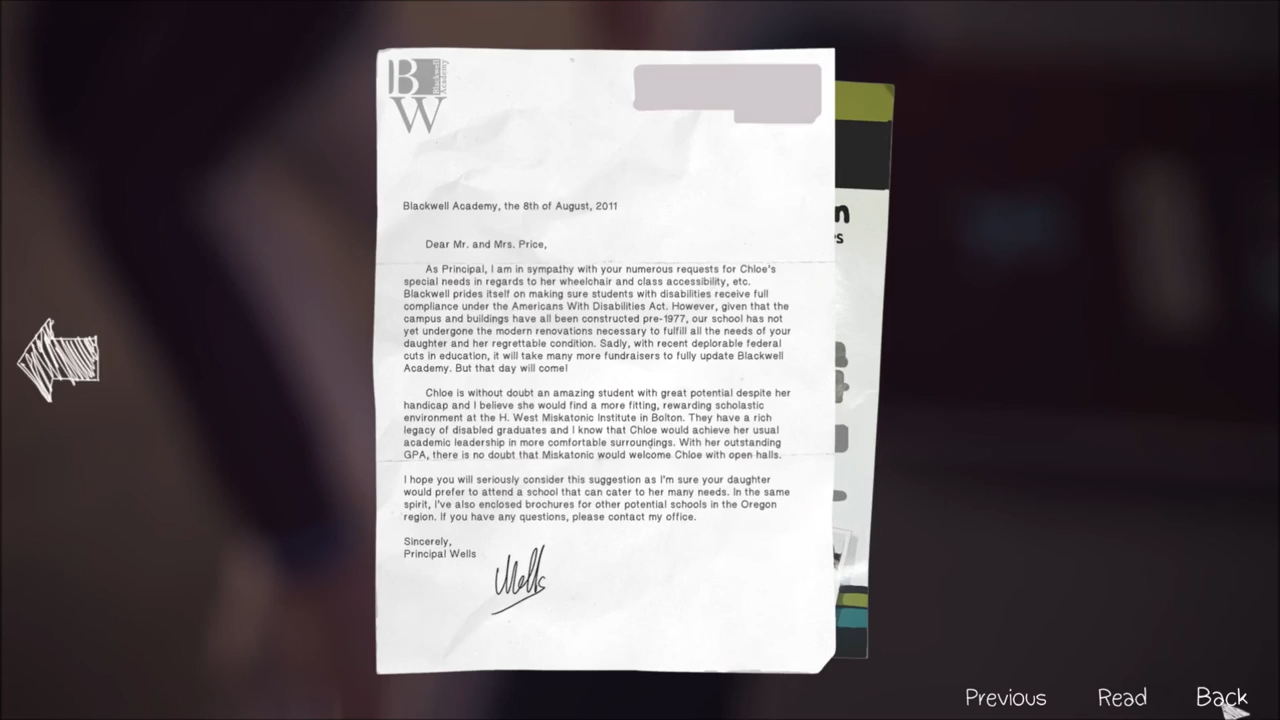 B
Blackwell
Academy
W
n
s
Blackwell Academy, the 8th of August, 2011
Dear Mr. and Mrs. Price,
As Principal, I am in sympathy with your numerous requests for Chloe's
special needs in regards to her wheelchair and class accessibility, etc.
Blackwell prides itself on making sure students with disabilities receive full
compliance under the Americans With Disabilities Act. However, given that the
campus and buildings have all been constructed pre-1977, our school has not
yet undergone the modern renovations necessary to fulfill all the needs of your
daughter and her regrettable condition. Sadly, with recent deplorable federal
cuts in education, it will take many more fundraisers to fully update Blackwell
Academy. But that day will come!
Chloe is without doubt an amazing student with great potential despite her
handicap and I believe she would find a more fitting, rewarding scholastic
environment at the H. West Miskatonic Institute in Bolton. They have a rich
legacy of disabled graduates and I know that Chloe would achieve her usual
academic leadership in more comfortable surroundings. With her outstanding
GPA, there is no doubt that Miskatonic would welcome Chloe with open halls.
I hope you will seriously consider this suggestion as I'm sure your daughter
would prefer to attend a school that can cater to her many needs. In the same
spirit, I've also enclosed brochures for other potential schools in the Oregon
region. If you have any questions, please contact my office.
Sincerely,
Principal Wells
Wells
Previous Read Back